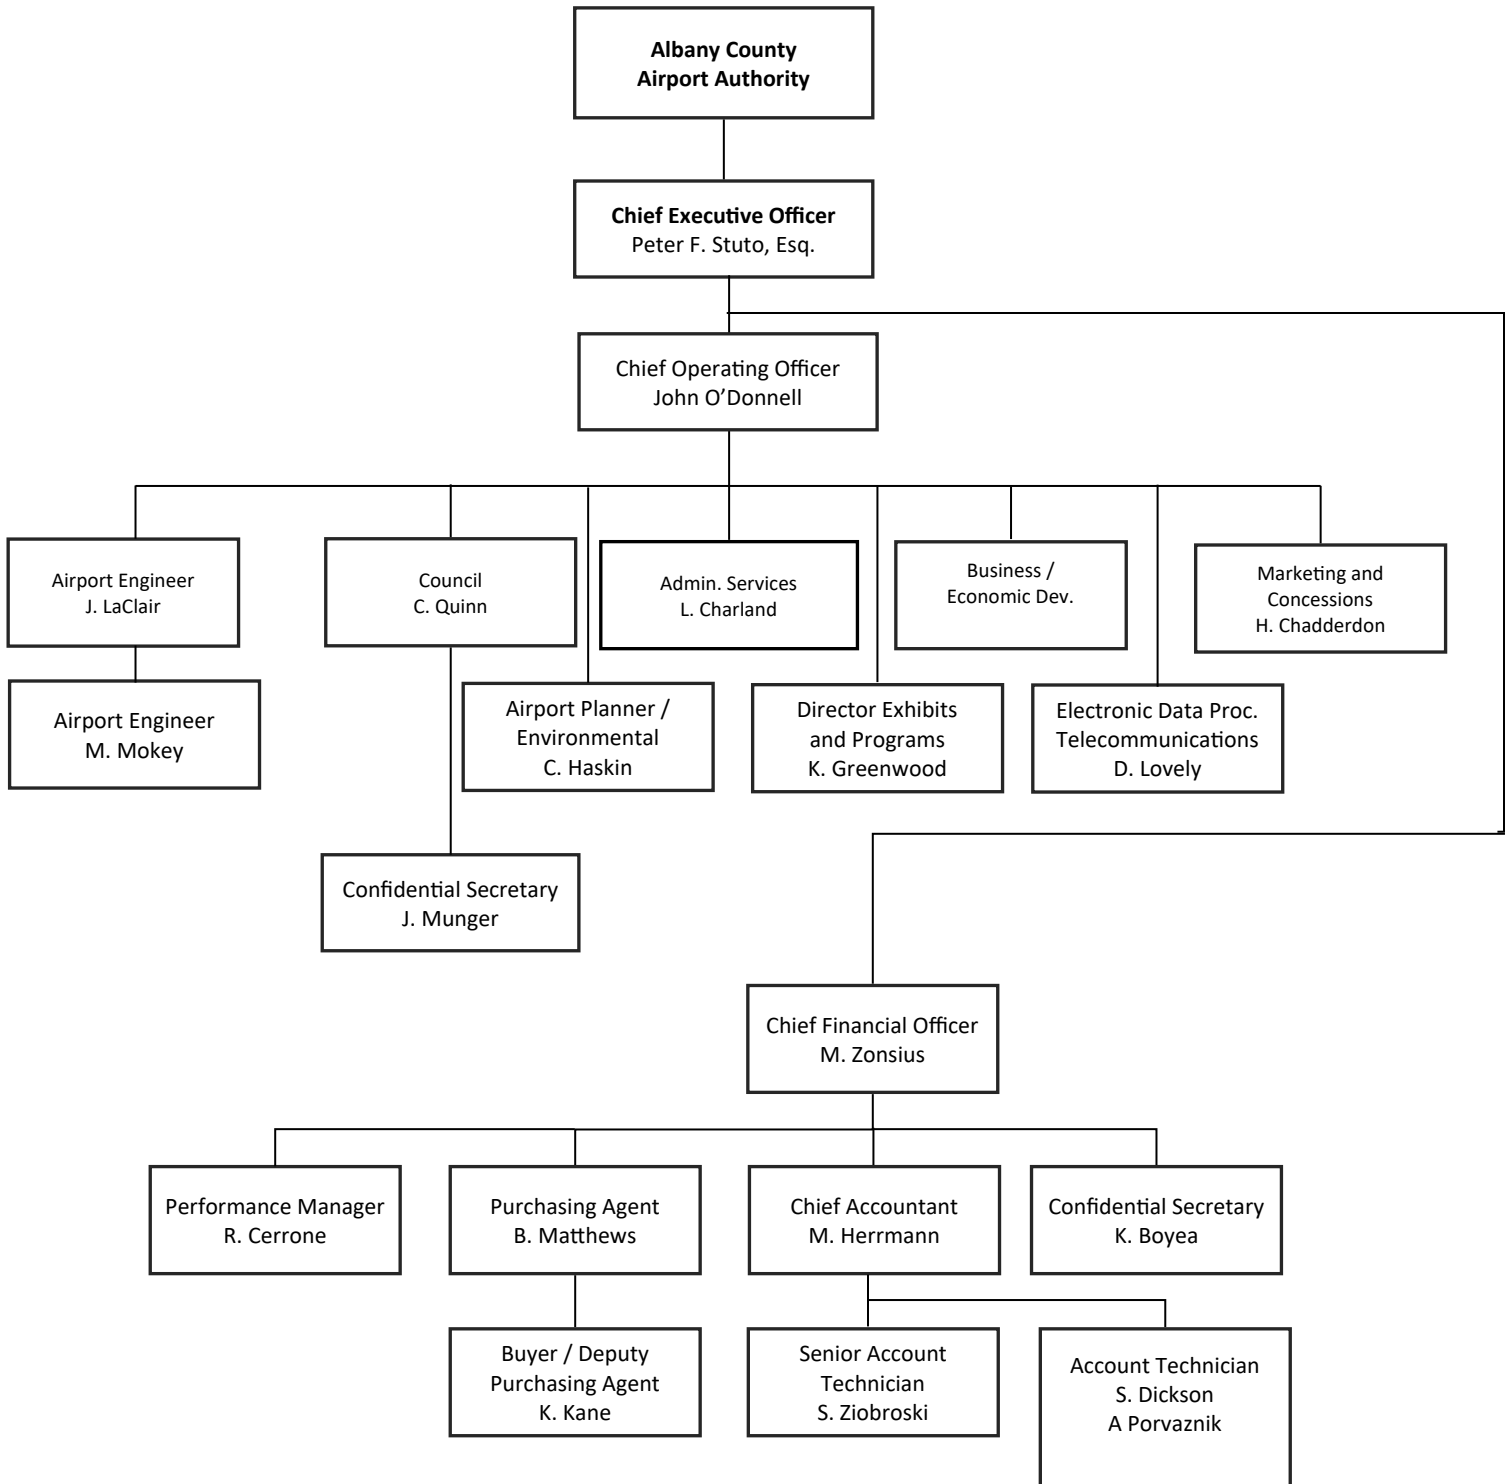 Albany County
Airport Authority
Chief Executive Officer
Peter F. Stuto, Esq.
Chief Operating Officer
John O’Donnell
Airport Engineer
J. LaClair
Council
C. Quinn
Admin. Services
L. Charland
Business /
Economic Dev.
Marketing and
Concessions
H. Chadderdon
Airport Engineer
M. Mokey
Airport Planner /
Environmental
C. Haskin
Director Exhibits
and Programs
K. Greenwood
Electronic Data Proc.
Telecommunications
D. Lovely
Confidential Secretary
J. Munger
Chief Financial Officer
M. Zonsius
Performance Manager
R. Cerrone
Purchasing Agent
B. Matthews
Chief Accountant
M. Herrmann
Confidential Secretary
K. Boyea
Buyer / Deputy
Purchasing Agent
K. Kane
Senior Account
Technician
S. Ziobroski
Account Technician
S. Dickson
A Porvaznik